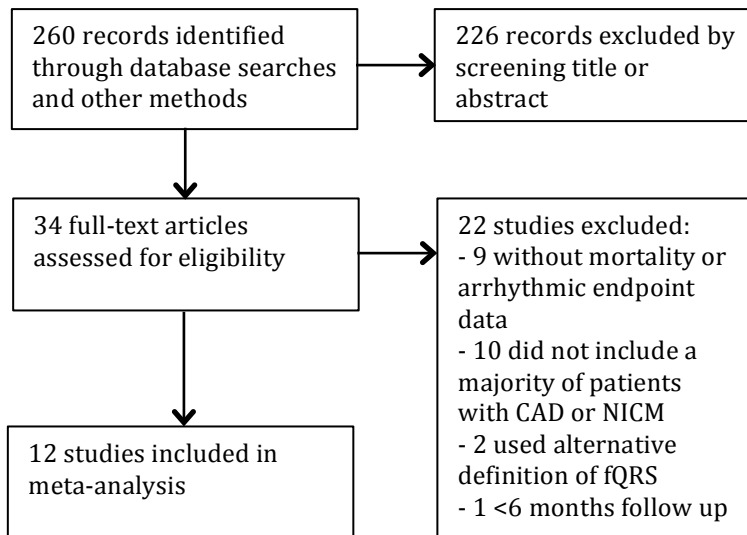 260 records identified
through database searches
and other methods
226 records excluded by
screening title or
abstract
34 full-text articles
assessed for eligibility
22 studies excluded:
- 9 without mortality or
arrhythmic endpoint
data
- 10 did not include a
majority of patients
with CAD or NICM
- 2 used alternative
definition of fQRS
- 1 <6 months follow up
12 studies included in
meta-analysis